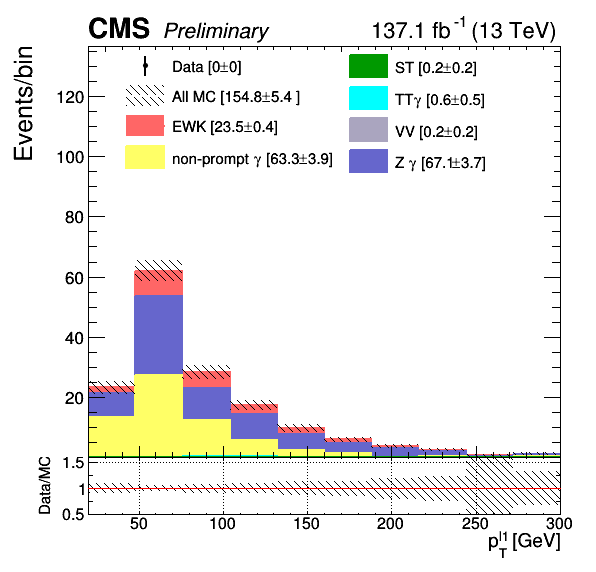 CMS Preliminary 137.1 fb⁻¹ (13 TeV)
Events/bin
Data [0±0]
All MC [154.8±5.4 ]
EWK [23.5±0.4]
non-prompt γ [63.3±3.9]
ST [0.2±0.2]
TTγ [0.6±0.5]
VV [0.2±0.2]
Z γ [67.1±3.7]
120
100
80
60
40
20
Data/MC
1.5
1
0.5
50 100 150 200 250 300
p_T^l1 [GeV]